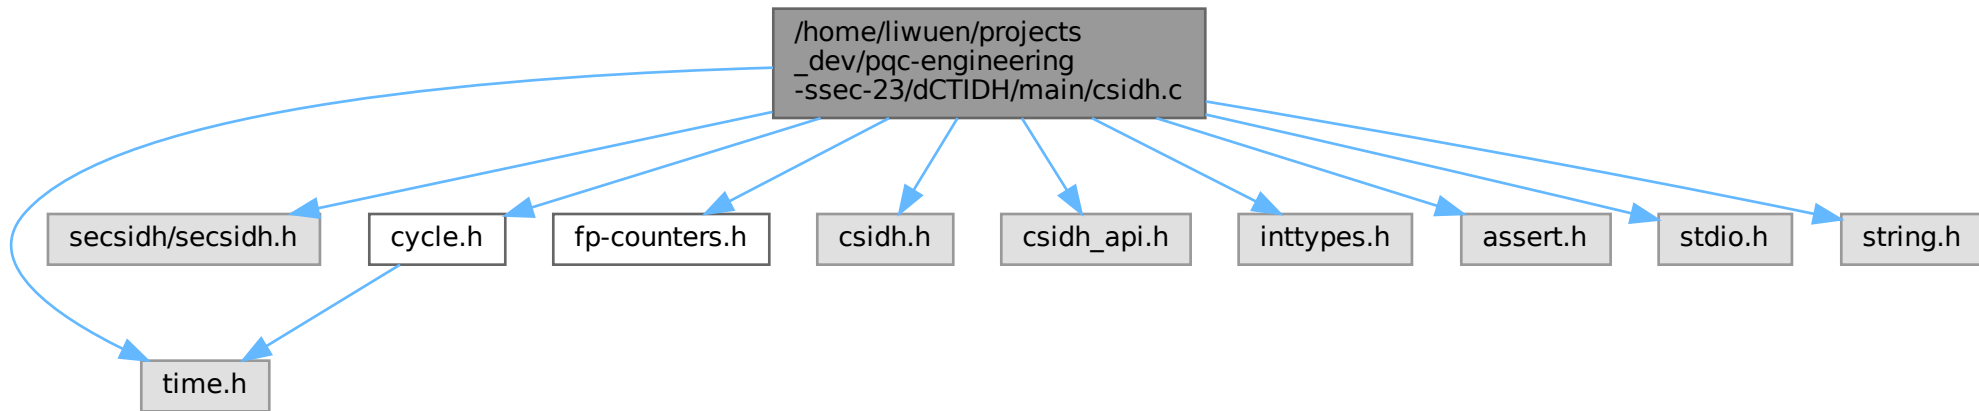 /home/liwuen/projects
_dev/pqc-engineering
-ssec-23/dCTIDH/main/csidh.c
secsidh/secsidh.h
cycle.h
fp-counters.h
csidh.h
csidh_api.h
inttypes.h
assert.h
stdio.h
string.h
time.h